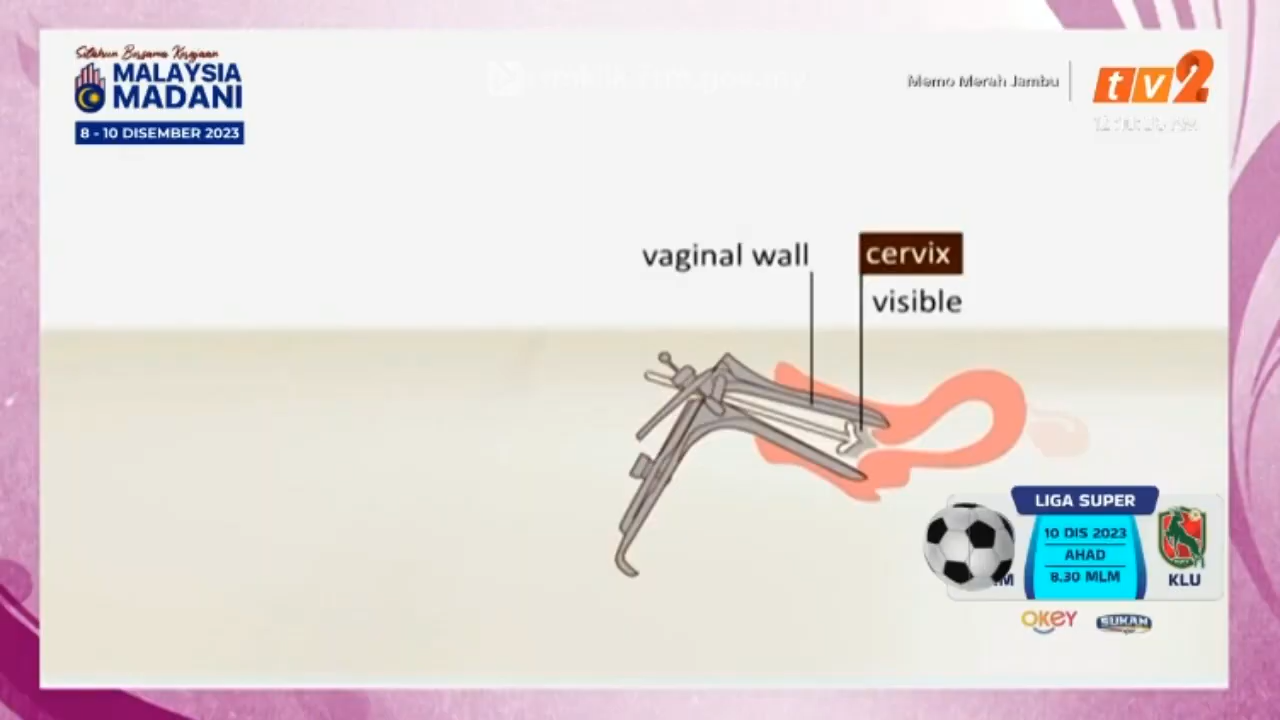 Setahun Bersama Kerajaan
MALAYSIA
MADANI
8 - 10 DISEMBER 2023
Memo Merah Jambu
tv2
vaginal wall
cervix
visible
LIGA SUPER
10 DIS 2023
AHAD
8.30 MLM
KLU
OKEY
SUKAN